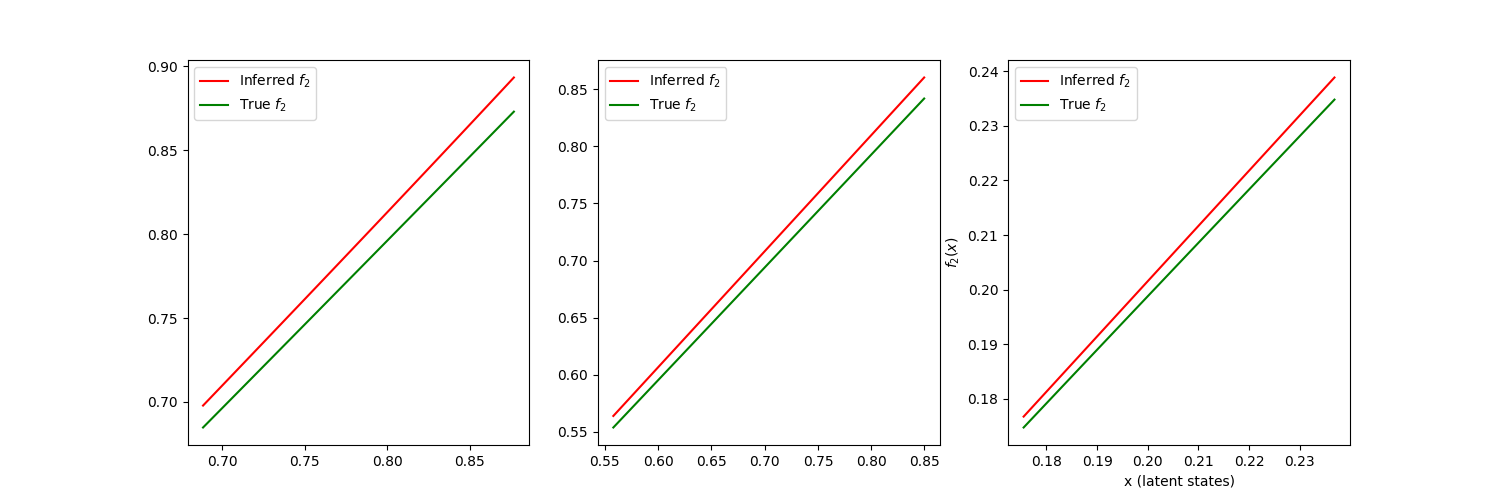 Inferred f₂
True f₂
0.90
0.85
0.80
0.75
0.70
0.70 0.75 0.80 0.85
Inferred f₂
True f₂
0.85
0.80
0.75
0.70
0.65
0.60
0.55
0.55 0.60 0.65 0.70 0.75 0.80 0.85
Inferred f₂
True f₂
f₂(x)
0.24
0.23
0.22
0.21
0.20
0.19
0.18
0.18 0.19 0.20 0.21 0.22 0.23
x (latent states)